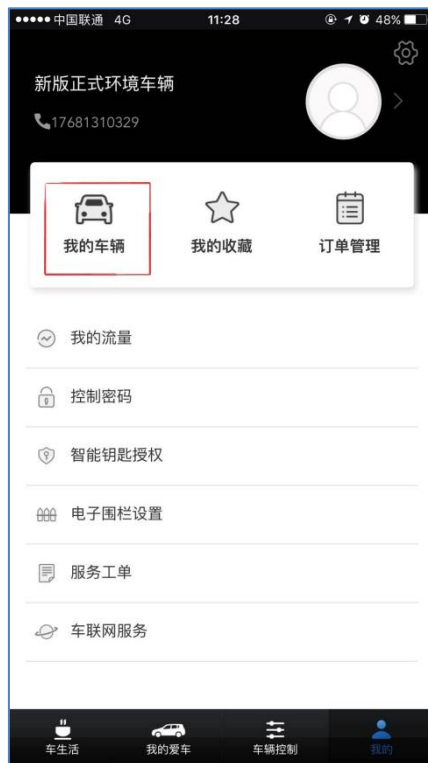 中国联通 4G 11:28 48%
新版正式环境车辆
17681310329
我的车辆 我的收藏 订单管理
我的流量
控制密码
智能钥匙授权
电子围栏设置
服务工单
车联网服务
车生活 我的爱车 车辆控制 我的